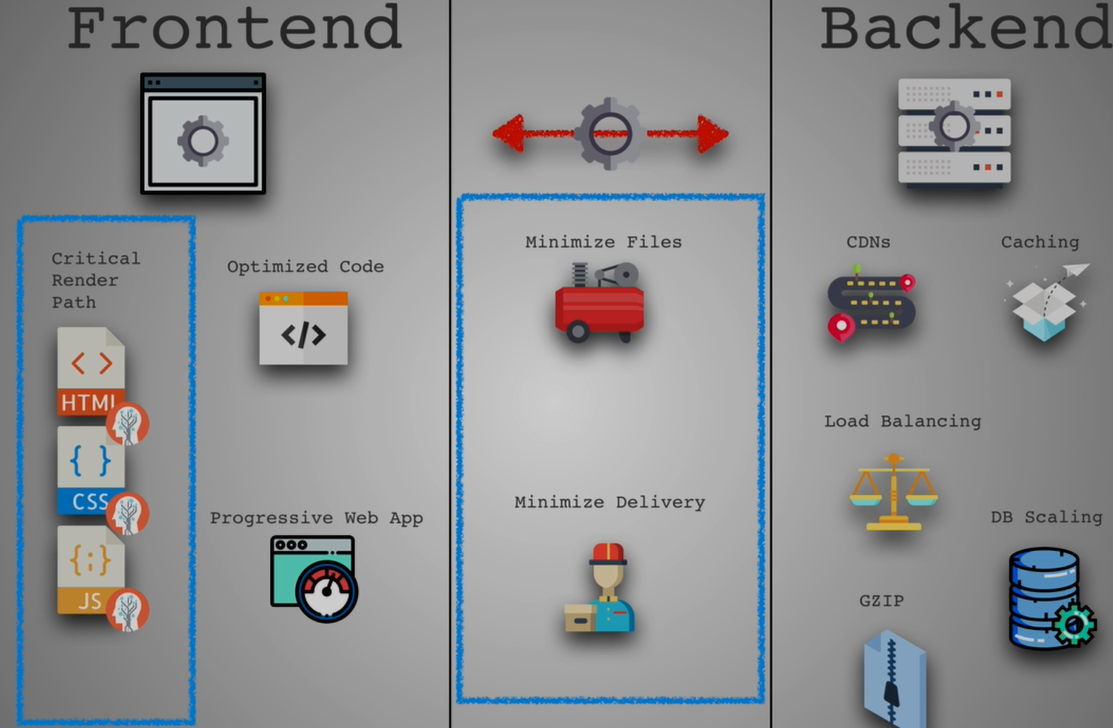 Frontend
Backend
Critical
Render
Path
Optimized Code
HTML
CSS
JS
Progressive Web App
Minimize Files
Minimize Delivery
CDNs
Caching
Load Balancing
DB Scaling
GZIP